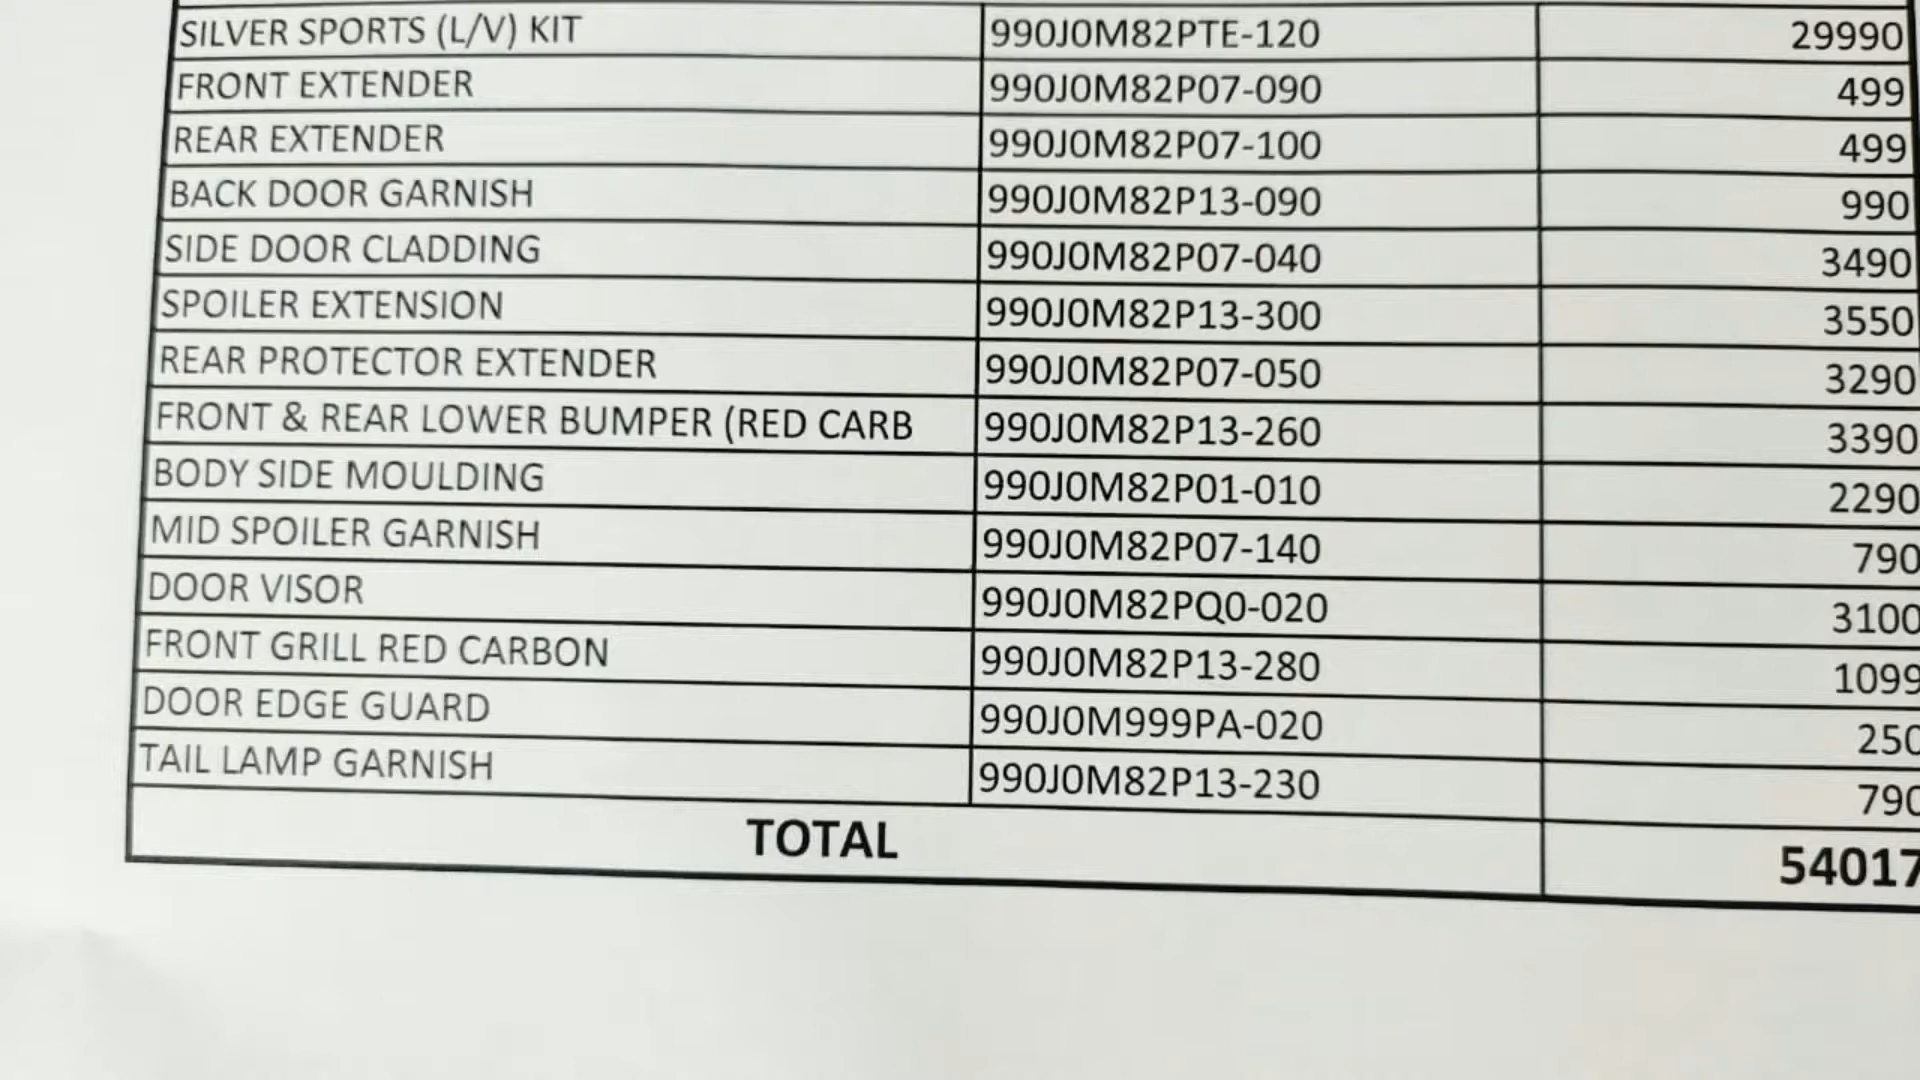 SILVER SPORTS (L/V) KIT 990J0M82PTE-120 29990
FRONT EXTENDER 990J0M82P07-090 499
REAR EXTENDER 990J0M82P07-100 499
BACK DOOR GARNISH 990J0M82P13-090 990
SIDE DOOR CLADDING 990J0M82P07-040 3490
SPOILER EXTENSION 990J0M82P13-300 3550
REAR PROTECTOR EXTENDER 990J0M82P07-050 3290
FRONT & REAR LOWER BUMPER (RED CARB 990J0M82P13-260 3390
BODY SIDE MOULDING 990J0M82P01-010 2290
MID SPOILER GARNISH 990J0M82P07-140 790
DOOR VISOR 990J0M82PQ0-020 3100
FRONT GRILL RED CARBON 990J0M82P13-280 1099
DOOR EDGE GUARD 990J0M999PA-020 250
TAIL LAMP GARNISH 990J0M82P13-230 790
TOTAL 54017